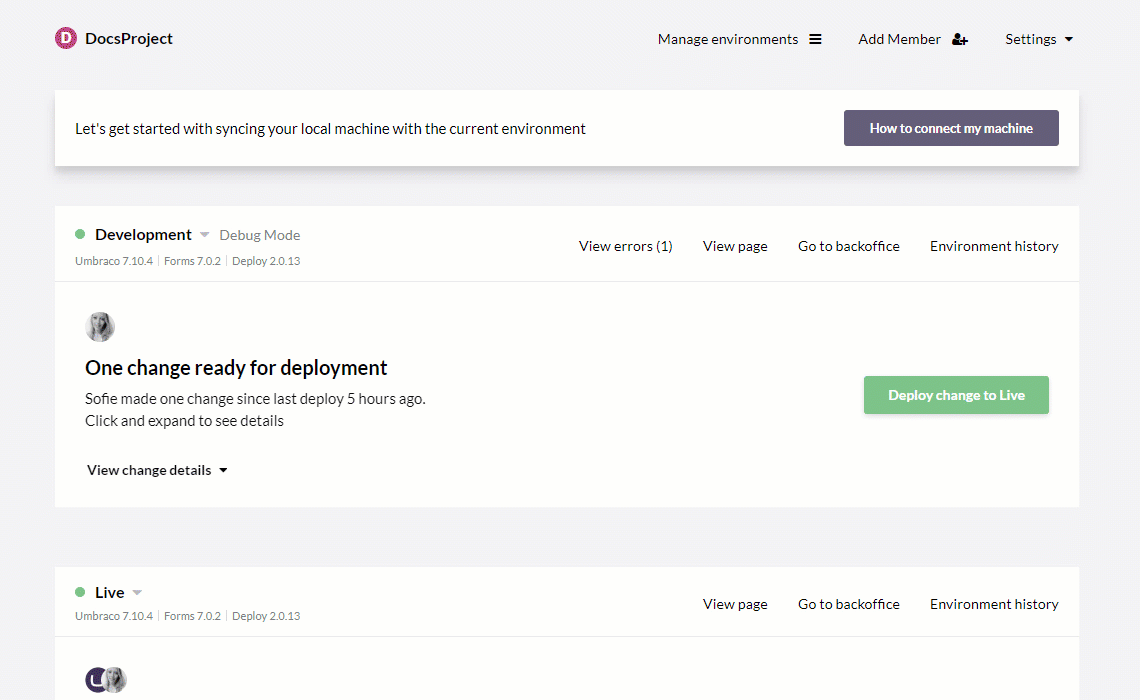 D DocsProject
Manage environments Add Member Settings
Let's get started with syncing your local machine with the current environment
How to connect my machine
Development Debug Mode
Umbraco 7.10.4 | Forms 7.0.2 | Deploy 2.0.13
View errors (1) View page Go to backoffice Environment history
One change ready for deployment
Sofie made one change since last deploy 5 hours ago.
Click and expand to see details
Deploy change to Live
View change details
Live
Umbraco 7.10.4 | Forms 7.0.2 | Deploy 2.0.13
View page Go to backoffice Environment history